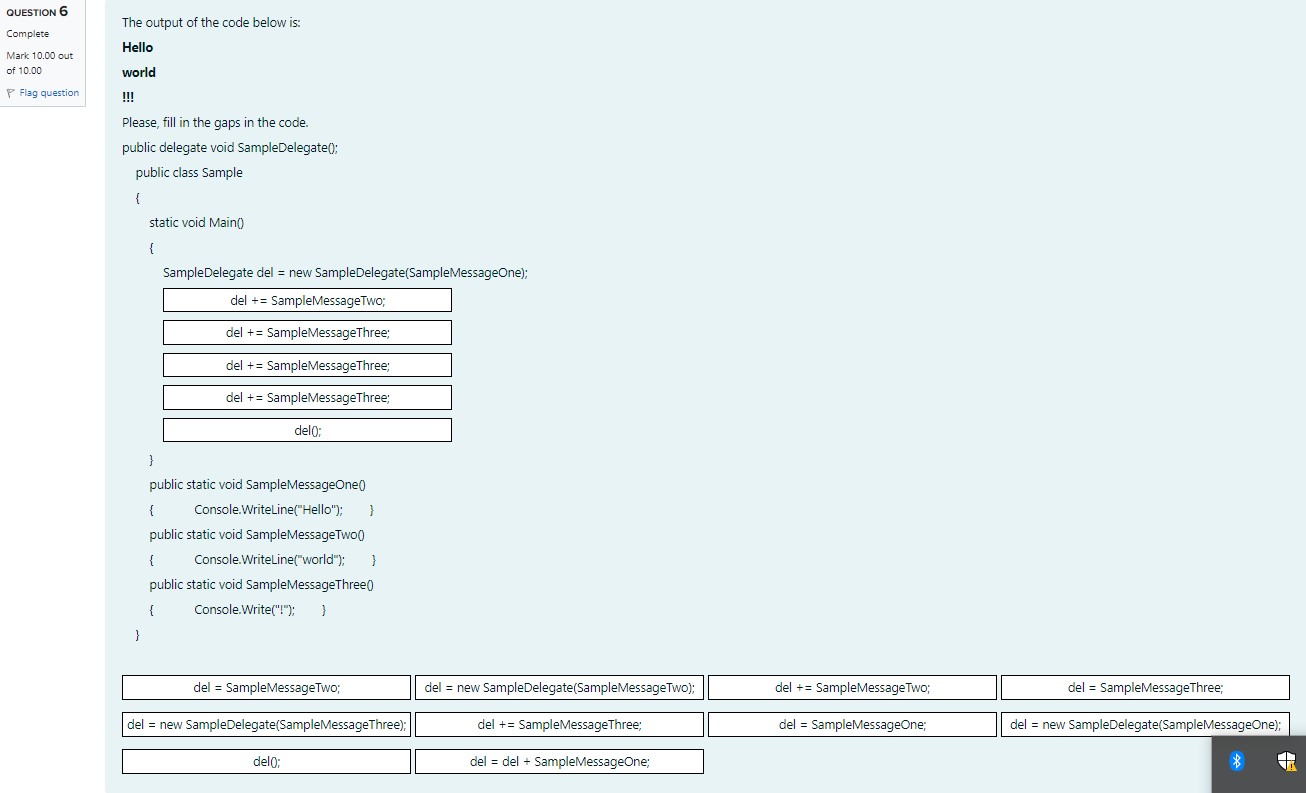 QUESTION 6
Complete
Mark 10.00 out
of 10.00
Flag question
The output of the code below is:
Hello
world
!!!
Please, fill in the gaps in the code.
public delegate void SampleDelegate();
public class Sample
{
static void Main()
{
SampleDelegate del = new SampleDelegate(SampleMessageOne);
del += SampleMessageTwo;
del += SampleMessageThree;
del += SampleMessageThree;
del += SampleMessageThree;
del();
}
public static void SampleMessageOne()
{ Console.WriteLine("Hello"); }
public static void SampleMessageTwo()
{ Console.WriteLine("world"); }
public static void SampleMessageThree()
{ Console.Write("!"); }
}
del = SampleMessageTwo; del = new SampleDelegate(SampleMessageTwo); del += SampleMessageTwo; del = SampleMessageThree;
del = new SampleDelegate(SampleMessageThree); del += SampleMessageThree; del = SampleMessageOne; del = new SampleDelegate(SampleMessageOne);
del(); del = del + SampleMessageOne;